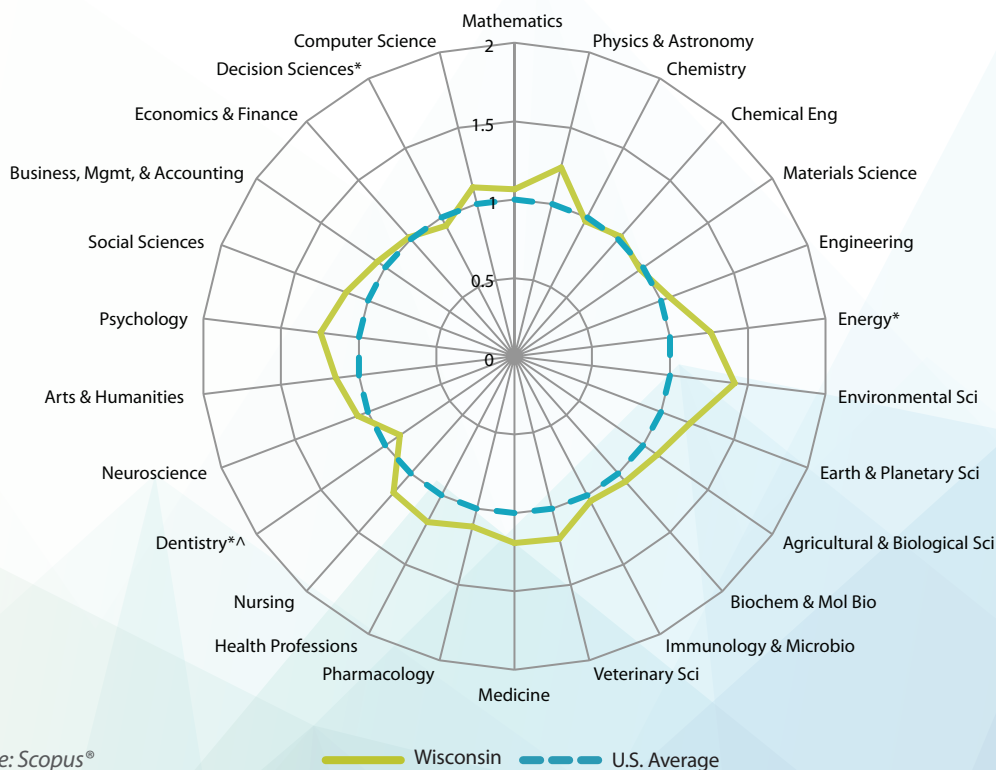 Mathematics
Computer Science
2
Physics & Astronomy
Decision Sciences*
Chemistry
Economics & Finance
1.5
Chemical Eng
Business, Mgmt, & Accounting
Materials Science
1
Social Sciences
Engineering
0.5
Psychology
Energy*
0
Arts & Humanities
Environmental Sci
Neuroscience
Earth & Planetary Sci
Dentistry*^
Agricultural & Biological Sci
Nursing
Biochem & Mol Bio
Health Professions
Immunology & Microbio
Pharmacology
Veterinary Sci
Medicine
e: Scopus®
Wisconsin
U.S. Average